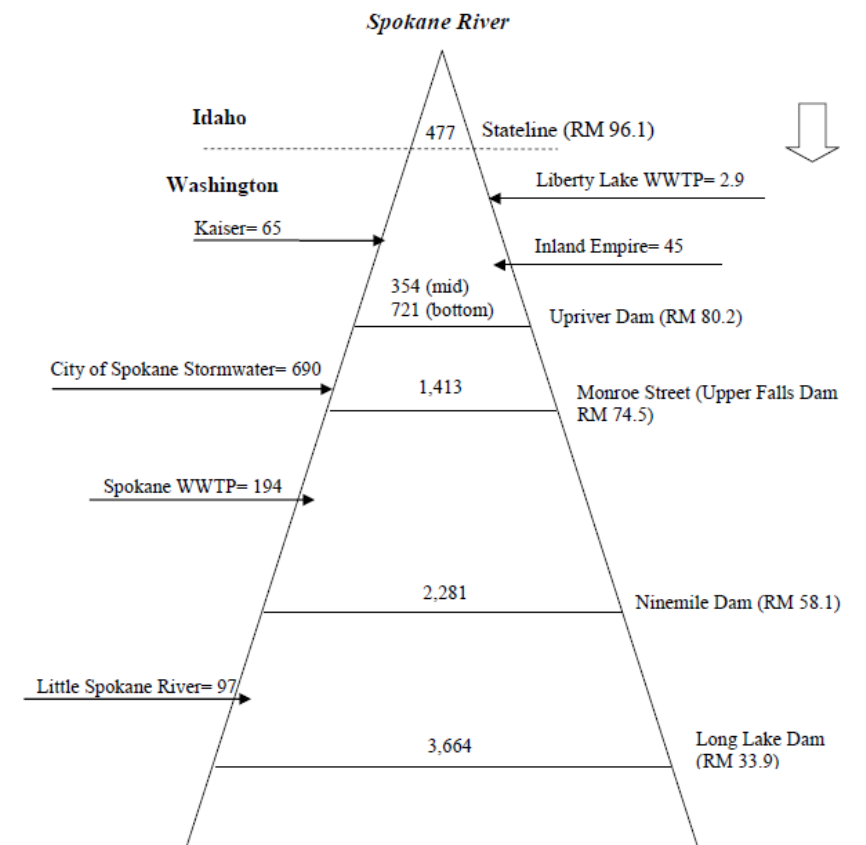 Spokane River
Idaho
477
Stateline (RM 96.1)
Washington
Liberty Lake WWTP= 2.9
Kaiser= 65
Inland Empire= 45
354 (mid)
721 (bottom)
Upriver Dam (RM 80.2)
City of Spokane Stormwater= 690
1,413
Monroe Street (Upper Falls Dam
RM 74.5)
Spokane WWTP= 194
2,281
Ninemile Dam (RM 58.1)
Little Spokane River= 97
3,664
Long Lake Dam
(RM 33.9)